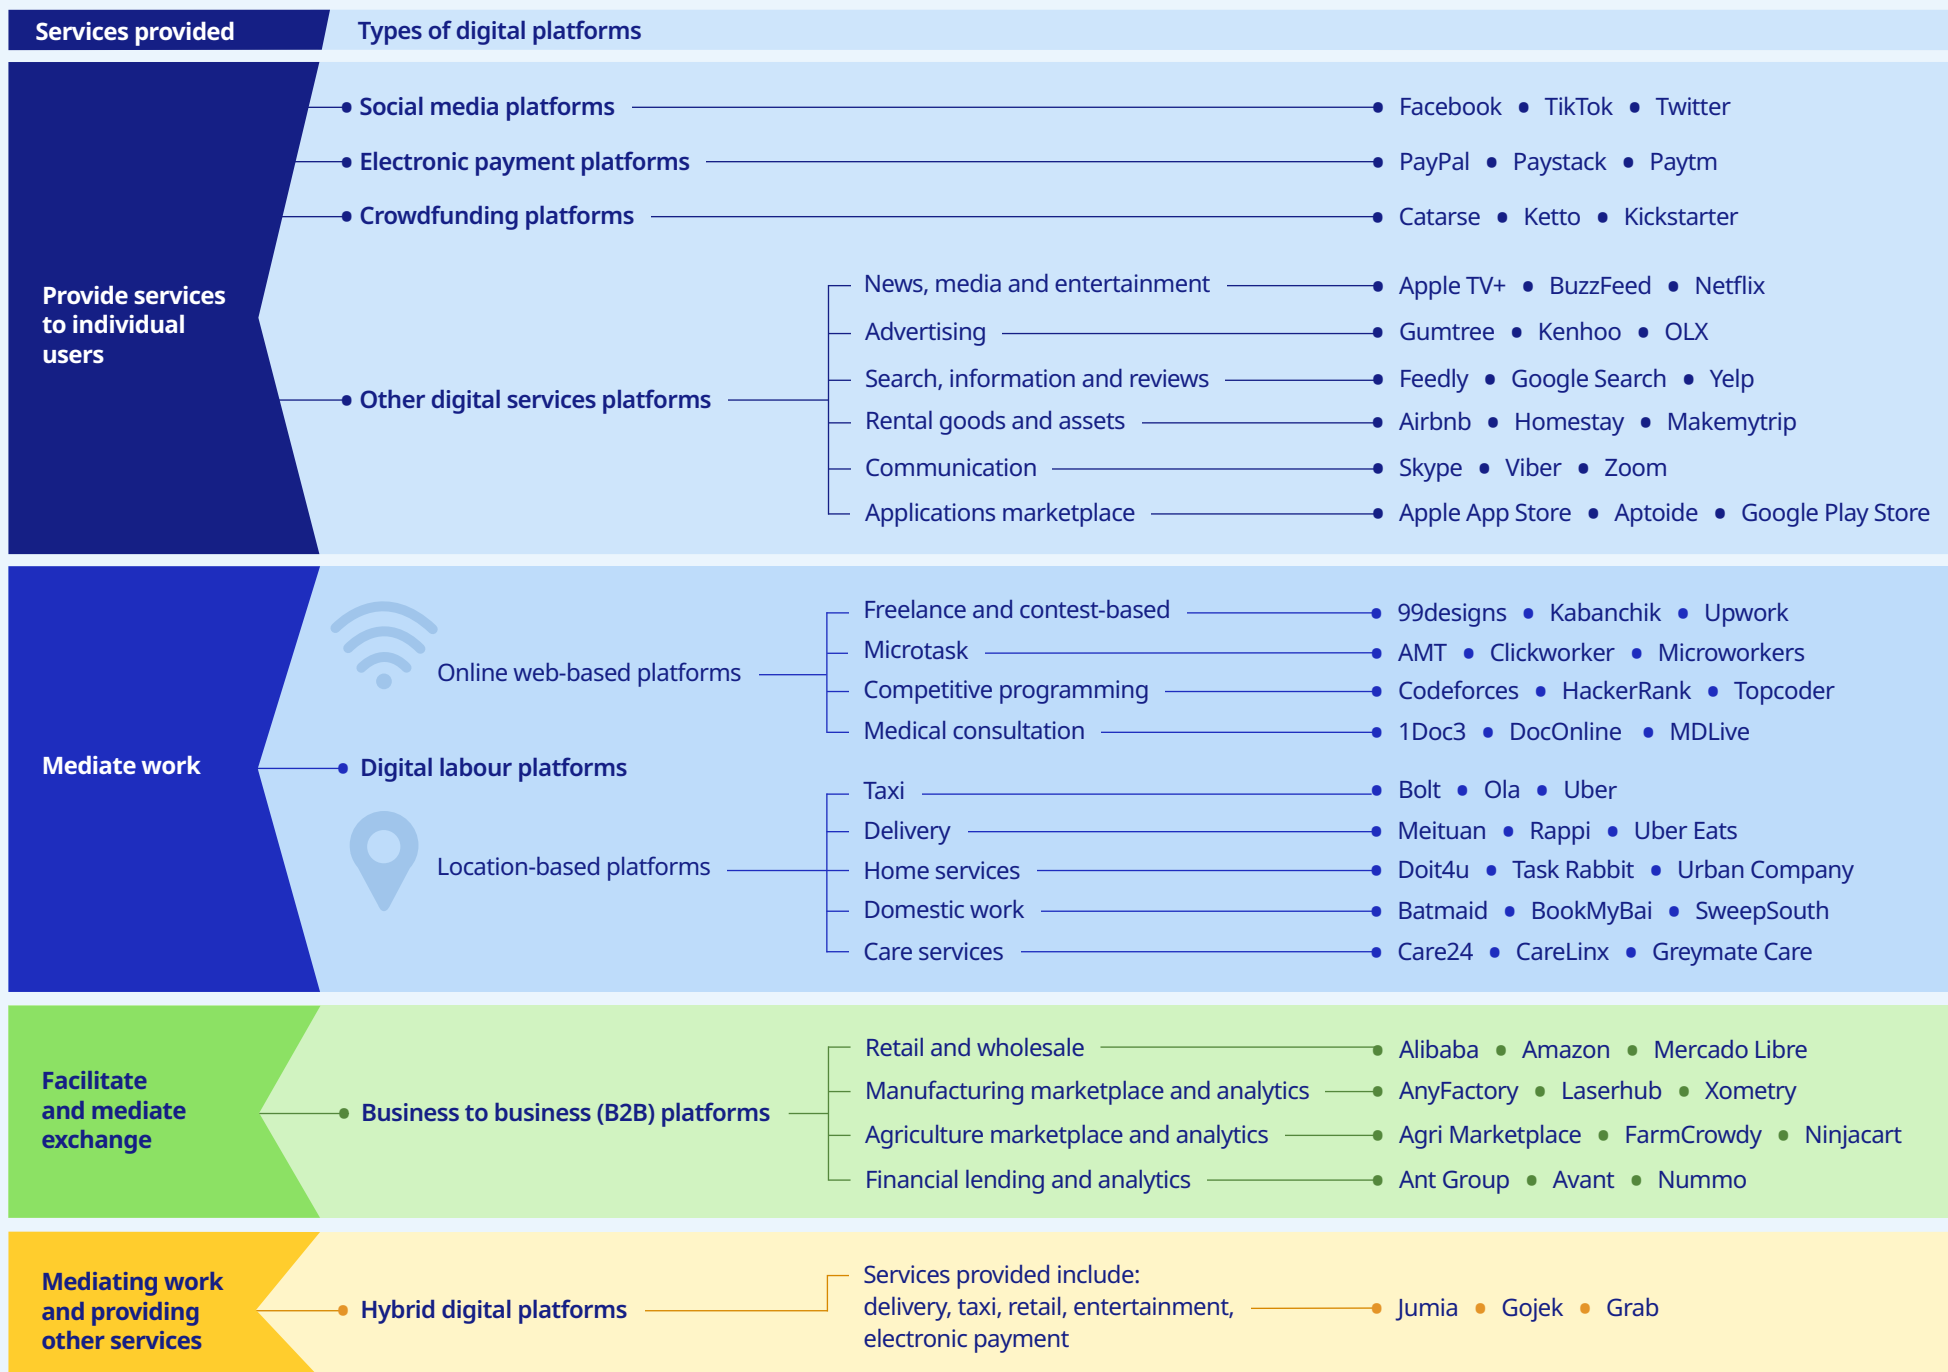 Services provided
Types of digital platforms
Provide services
to individual
users
Social media platforms
Facebook • TikTok • Twitter
Electronic payment platforms
PayPal • Paystack • Paytm
Crowdfunding platforms
Catarse • Ketto • Kickstarter
Other digital services platforms
News, media and entertainment
Apple TV+ • BuzzFeed • Netflix
Advertising
Gumtree • Kenhoo • OLX
Search, information and reviews
Feedly • Google Search • Yelp
Rental goods and assets
Airbnb • Homestay • Makemytrip
Communication
Skype • Viber • Zoom
Applications marketplace
Apple App Store • Aptoide • Google Play Store
Mediate work
Digital labour platforms
Online web-based platforms
Freelance and contest-based
99designs • Kabanchik • Upwork
Microtask
AMT • Clickworker • Microworkers
Competitive programming
Codeforces • HackerRank • Topcoder
Medical consultation
1Doc3 • DocOnline • MDLive
Location-based platforms
Taxi
Bolt • Ola • Uber
Delivery
Meituan • Rappi • Uber Eats
Home services
Doit4u • Task Rabbit • Urban Company
Domestic work
Batmaid • BookMyBai • SweepSouth
Care services
Care24 • CareLinx • Greymate Care
Facilitate
and mediate
exchange
Business to business (B2B) platforms
Retail and wholesale
Alibaba • Amazon • Mercado Libre
Manufacturing marketplace and analytics
AnyFactory • Laserhub • Xometry
Agriculture marketplace and analytics
Agri Marketplace • FarmCrowdy • Ninjacart
Financial lending and analytics
Ant Group • Avant • Nummo
Mediating work
and providing
other services
Hybrid digital platforms
Services provided include:
delivery, taxi, retail, entertainment,
electronic payment
Jumia • Gojek • Grab